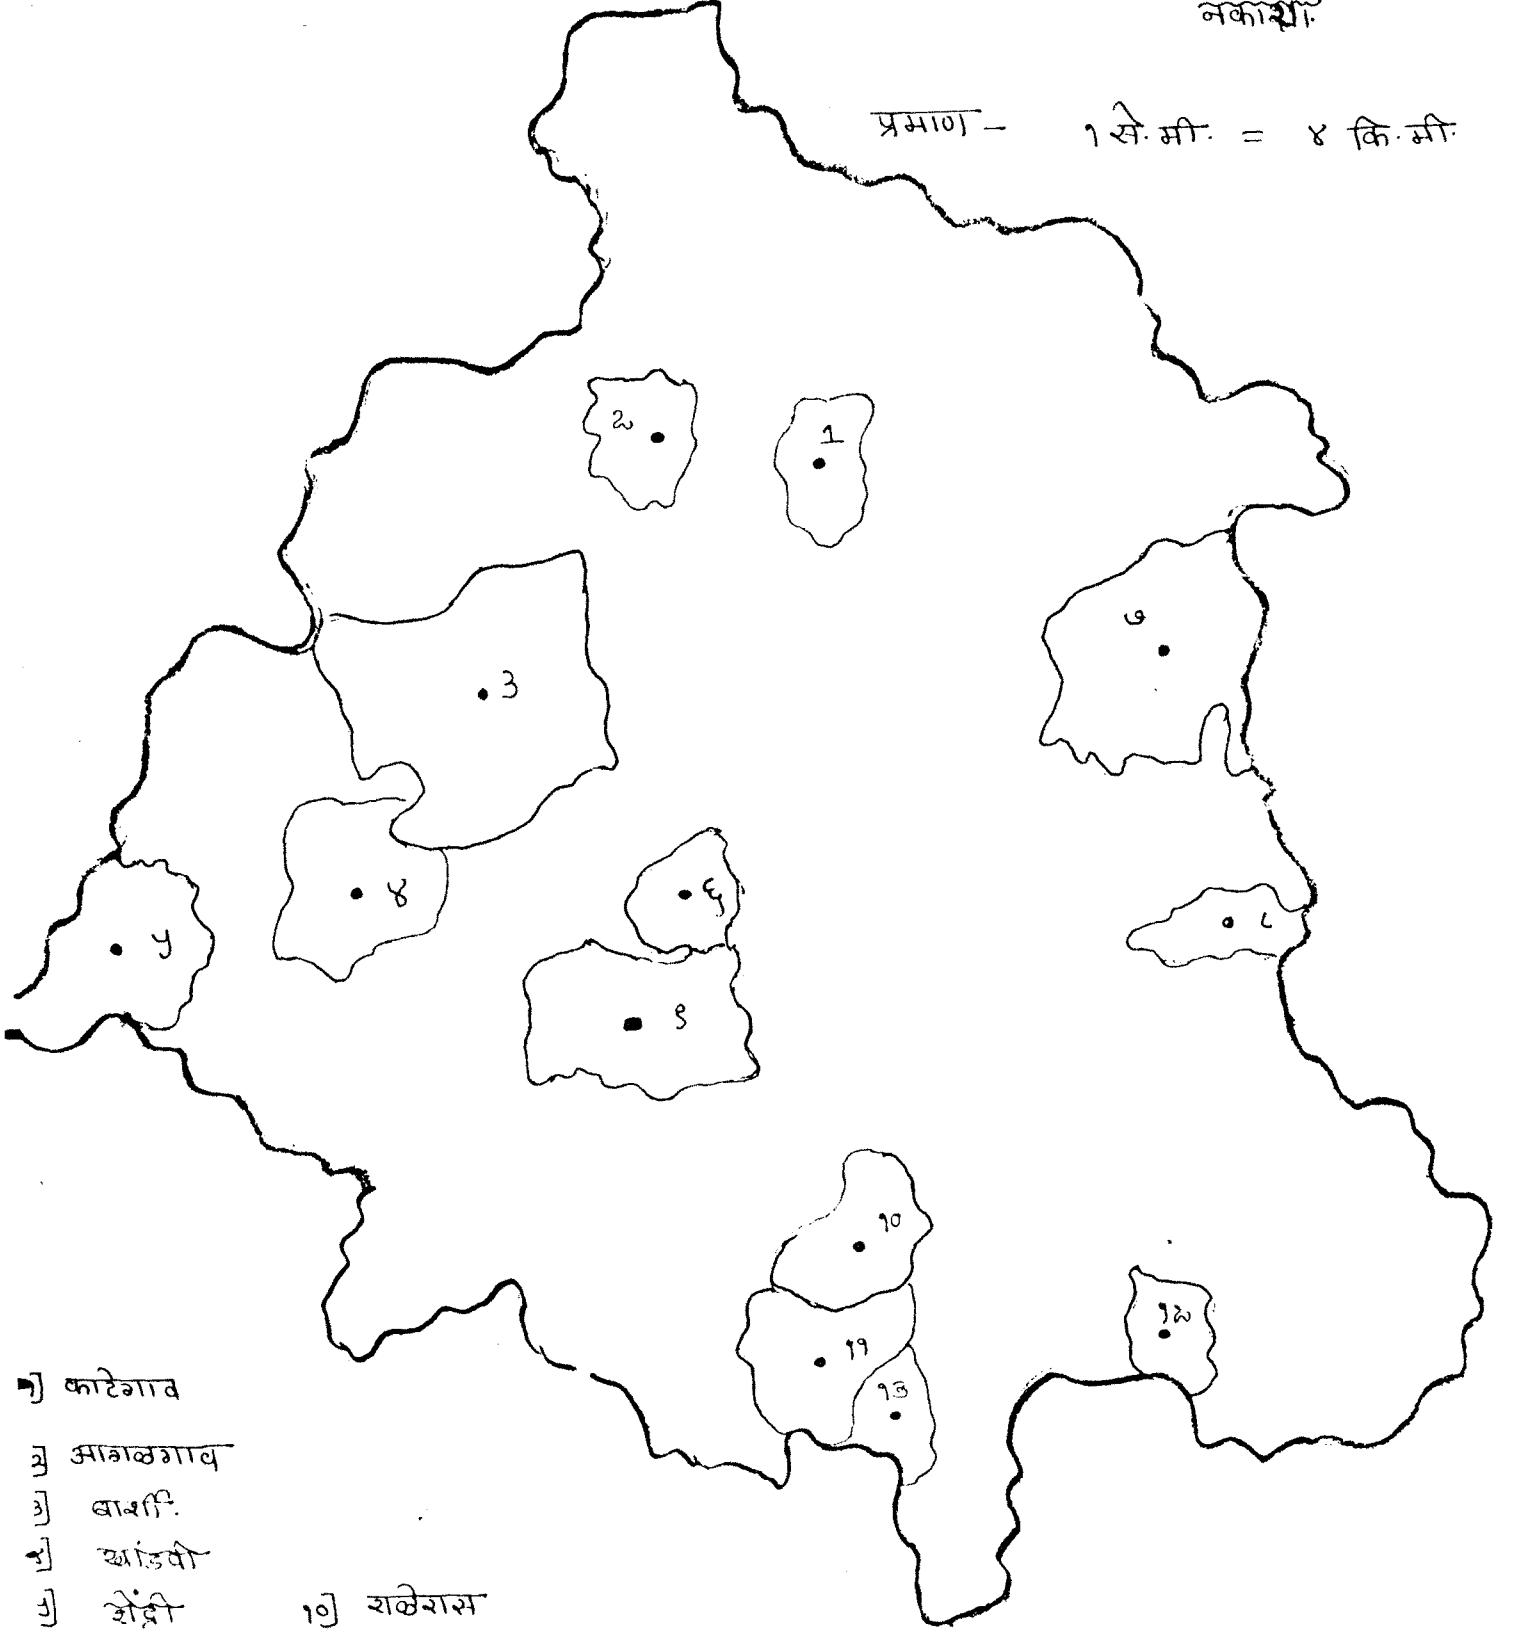 नकाशा.
प्रमाण - १ से.मी. = ४ कि.मी.
२
1
७
३
४
६
५
८
९
१०
१२
११
१३
१] काटेगाव
२] आगळगाव
३] बार्शी.
४] खांडवी
५] शेंद्री
१०] राळेरास